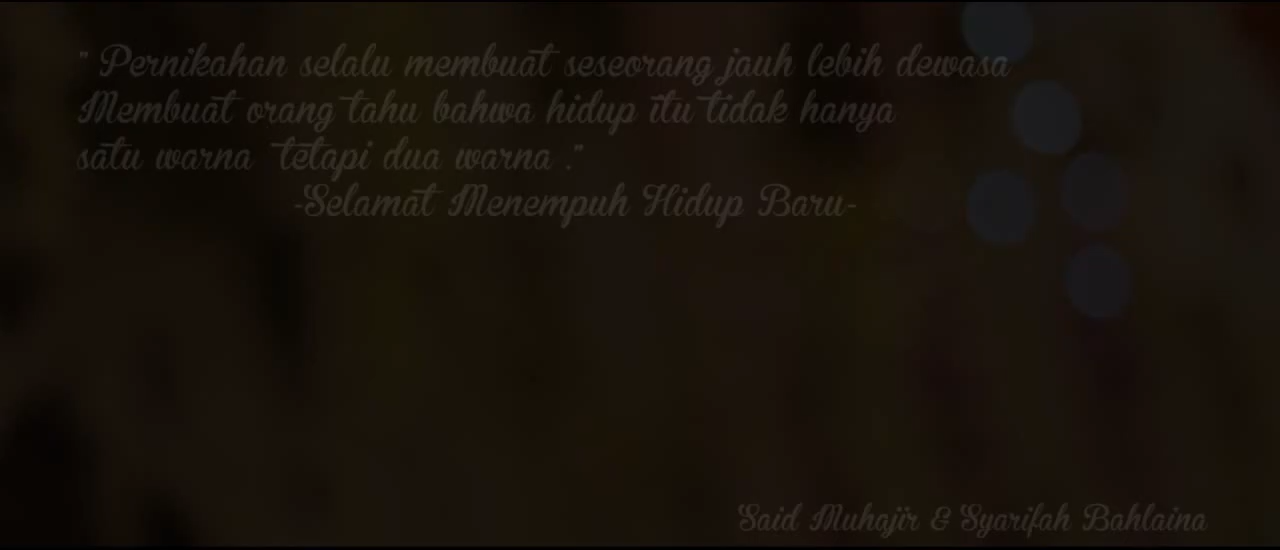 " Pernikahan selalu membuat seseorang jauh lebih dewasa
Membuat orang tahu bahwa hidup itu tidak hanya
satu warna tetapi dua warna ."
-Selamat Menempuh Hidup Baru-
Said Muhajir & Syarifah Bahlaina